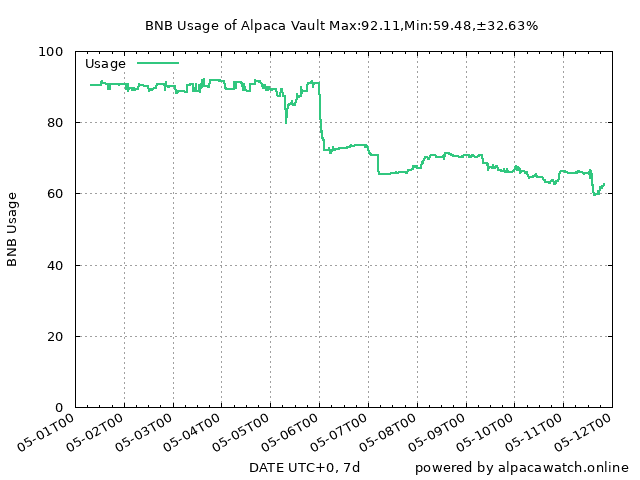 BNB Usage of Alpaca Vault Max:92.11,Min:59.48,±32.63%
Usage
100
80
60
40
20
0
BNB Usage
05-01T00
05-02T00
05-03T00
05-04T00
05-05T00
05-06T00
05-07T00
05-08T00
05-09T00
05-10T00
05-11T00
05-12T00
DATE UTC+0, 7d
powered by alpacawatch.online